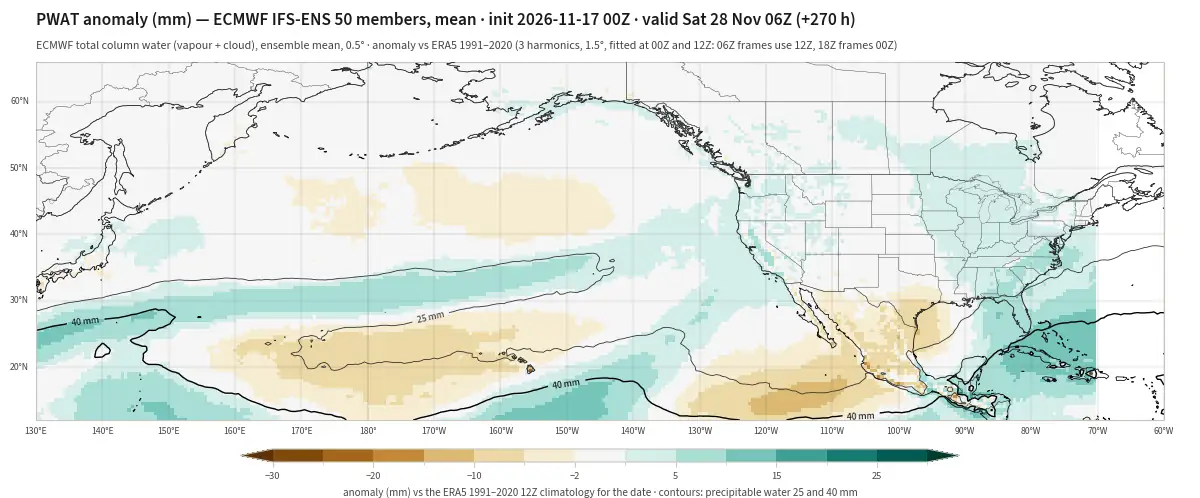 PWAT anomaly (mm) — ECMWF IFS-ENS 50 members, mean · init 2026-11-17 00Z · valid Sat 28 Nov 06Z (+270 h)
ECMWF total column water (vapour + cloud), ensemble mean, 0.5° · anomaly vs ERA5 1991–2020 (3 harmonics, 1.5°, fitted at 00Z and 12Z: 06Z frames use 12Z, 18Z frames 00Z)
60°N
50°N
40°N
30°N
20°N
40 mm
25 mm
40 mm
40 mm
130°E 140°E 150°E 160°E 170°E 180° 170°W 160°W 150°W 140°W 130°W 120°W 110°W 100°W 90°W 80°W 70°W 60°W
−30 −20 −10 −2 5 15 25
anomaly (mm) vs the ERA5 1991–2020 12Z climatology for the date · contours: precipitable water 25 and 40 mm